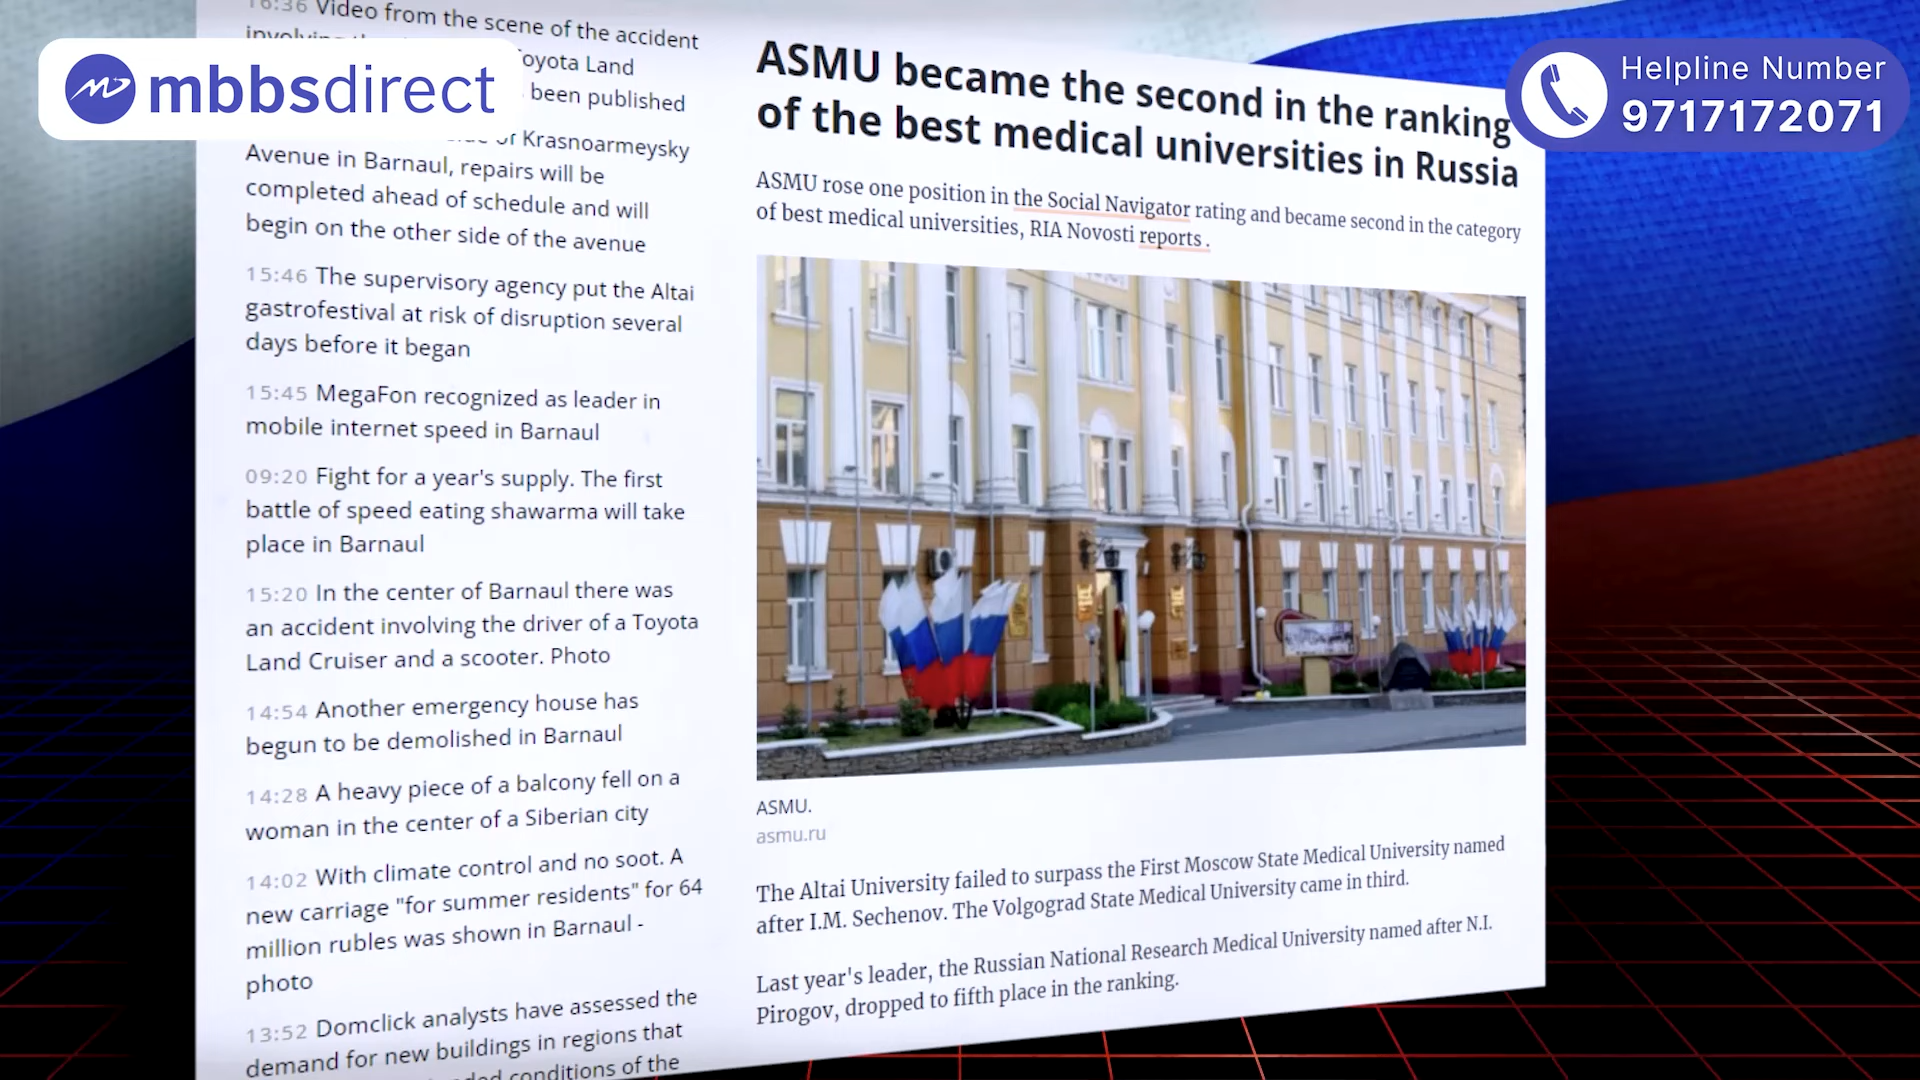 mbbsdirect
Helpline Number
9717172071
16:36 Video from the scene of the accident
Toyota Land
been published
of Krasnoarmeysky
Avenue in Barnaul, repairs will be
completed ahead of schedule and will
begin on the other side of the avenue
15:46 The supervisory agency put the Altai
gastrofestival at risk of disruption several
days before it began
15:45 MegaFon recognized as leader in
mobile internet speed in Barnaul
09:20 Fight for a year's supply. The first
battle of speed eating shawarma will take
place in Barnaul
15:20 In the center of Barnaul there was
an accident involving the driver of a Toyota
Land Cruiser and a scooter. Photo
14:54 Another emergency house has
begun to be demolished in Barnaul
14:28 A heavy piece of a balcony fell on a
woman in the center of a Siberian city
14:02 With climate control and no soot. A
new carriage "for summer residents" for 64
million rubles was shown in Barnaul -
photo
13:52 Domclick analysts have assessed the
demand for new buildings in regions that
conditions of the
ASMU became the second in the ranking
of the best medical universities in Russia
ASMU rose one position in the Social Navigator rating and became second in the category
of best medical universities, RIA Novosti reports .
ASMU.
asmu.ru
The Altai University failed to surpass the First Moscow State Medical University named
after I.M. Sechenov. The Volgograd State Medical University came in third.
Last year's leader, the Russian National Research Medical University named after N.I.
Pirogov, dropped to fifth place in the ranking.